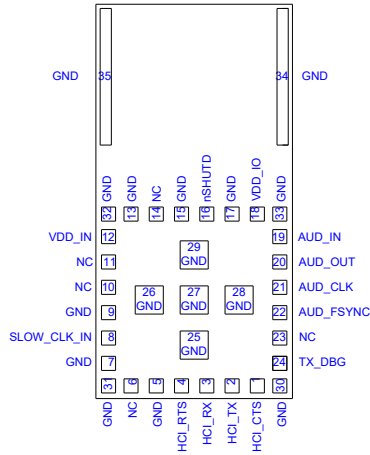 GND 35 34 GND
GND GND NC GND nSHUTD GND VDD_IO GND
32 13 14 15 16 17 18 33
VDD_IN 12 19 AUD_IN
29
GND
NC 11 20 AUD_OUT
NC 10 21 AUD_CLK
26
GND
27
GND
28
GND
GND 9 22 AUD_FSYNC
SLOW_CLK_IN 8 23 NC
25
GND
GND 7 24 TX_DBG
31 6 5 4 3 2 1 30
GND NC GND HCI_RTS HCI_RX HCI_TX HCI_CTS GND